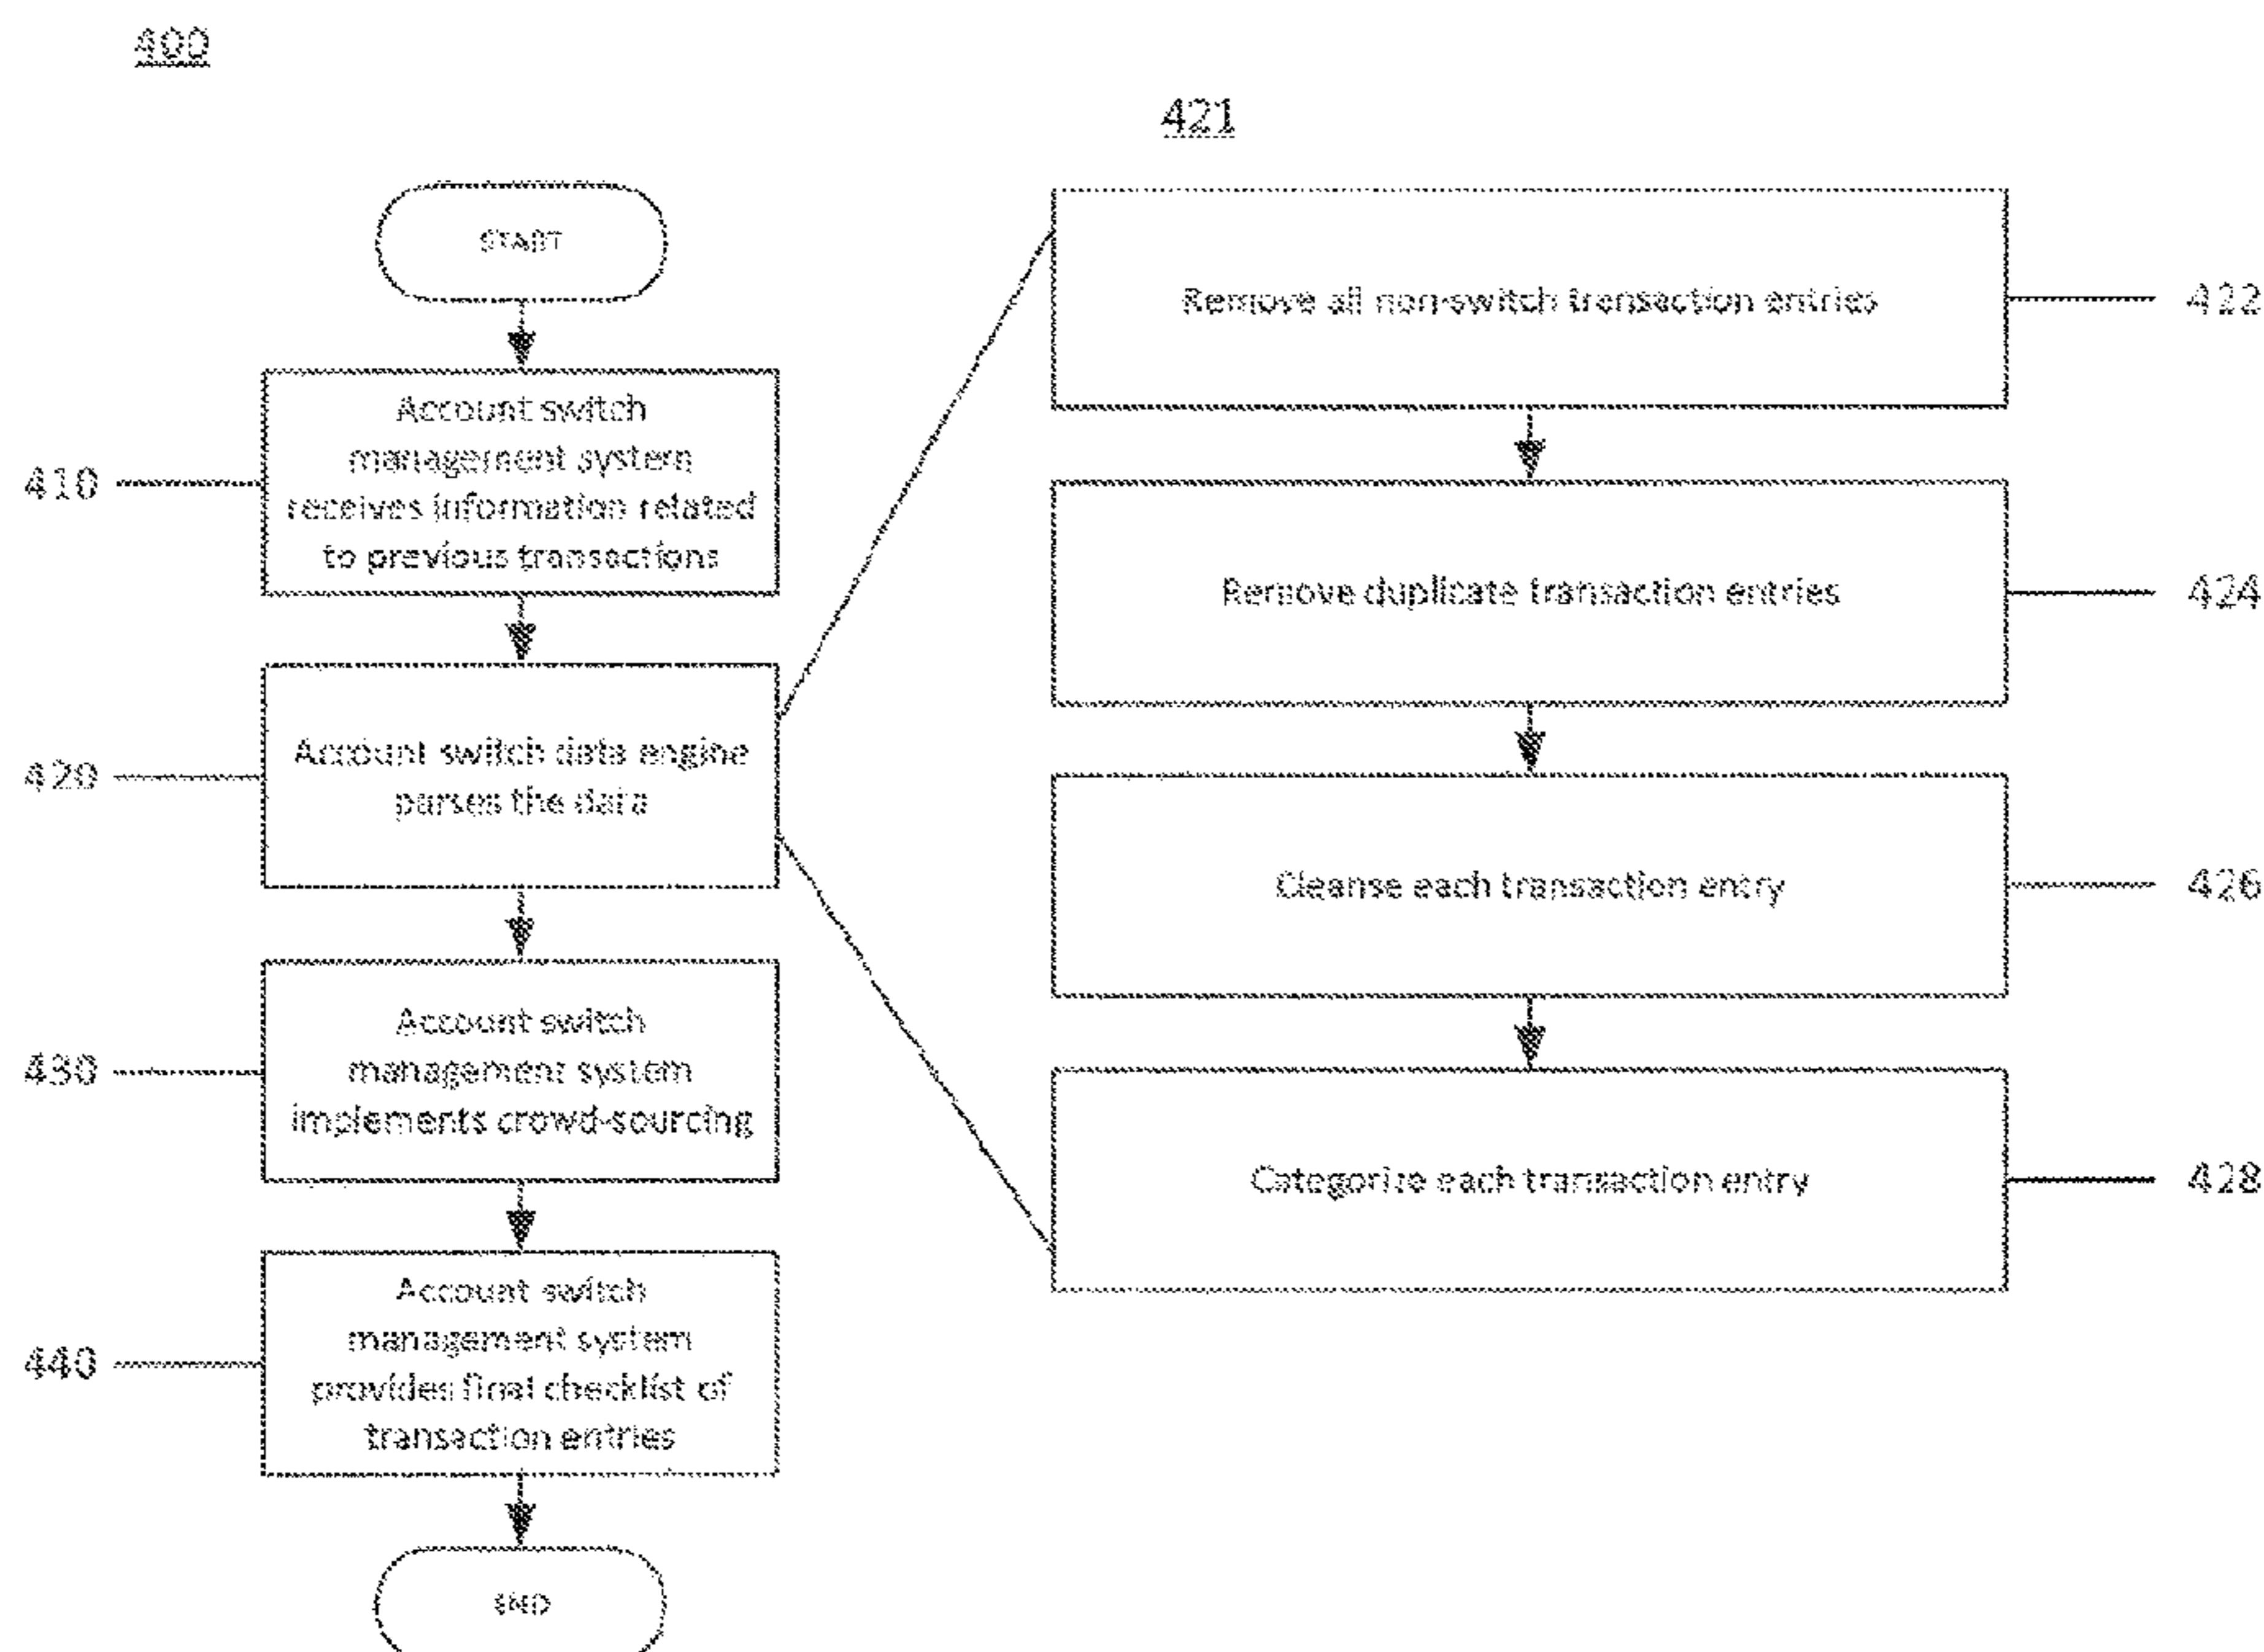 400
421
START
Account switch
management system
receives information related
to previous transactions
410
Account switch data engine
parses the data
420
Account switch
management system
implements crowd-sourcing
430
Account switch
management system
provides final checklist of
transaction entries
440
END
Remove all non-switch transaction entries
422
Remove duplicate transaction entries
424
Cleanse each transaction entry
426
Categorize each transaction entry
428